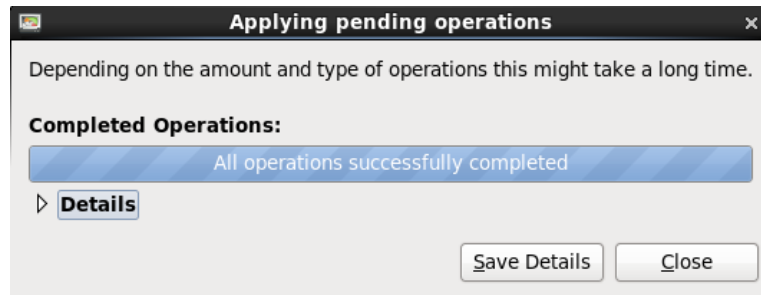 Applying pending operations
Depending on the amount and type of operations this might take a long time.
Completed Operations:
All operations successfully completed
Details
Save Details Close